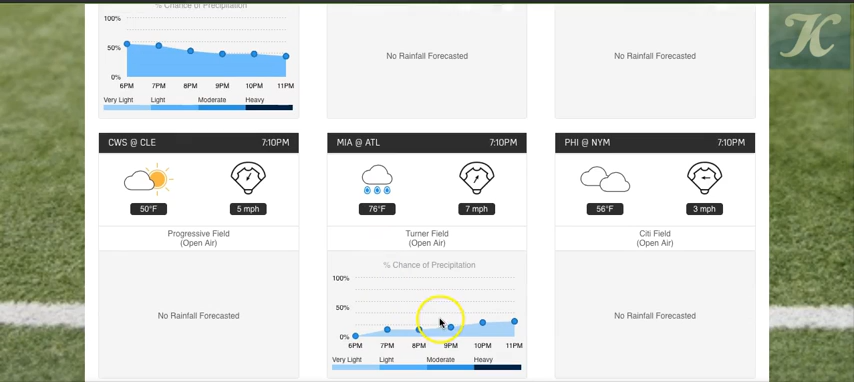 % Chance of Precipitation
100%
50%
0%
6PM 7PM 8PM 9PM 10PM 11PM
Very Light Light Moderate Heavy
No Rainfall Forecasted
No Rainfall Forecasted
CWS @ CLE 7:10PM
50°F 5 mph
Progressive Field
(Open Air)
No Rainfall Forecasted
MIA @ ATL 7:10PM
76°F 7 mph
Turner Field
(Open Air)
% Chance of Precipitation
100%
50%
0%
6PM 7PM 8PM 9PM 10PM 11PM
Very Light Light Moderate Heavy
PHI @ NYM 7:10PM
56°F 3 mph
Citi Field
(Open Air)
No Rainfall Forecasted
K